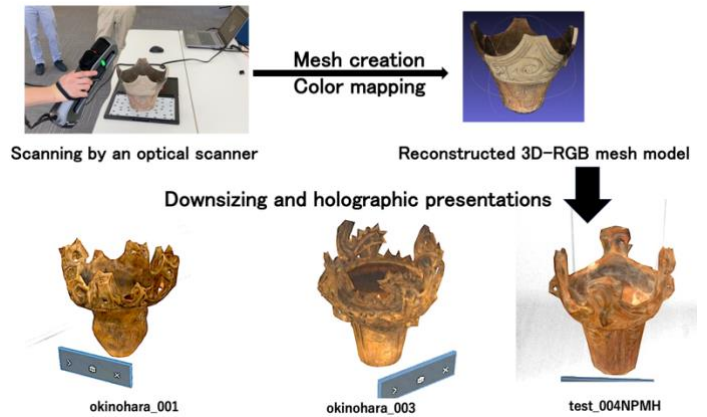 Mesh creation
Color mapping
Scanning by an optical scanner
Reconstructed 3D-RGB mesh model
Downsizing and holographic presentations
okinohara_001
okinohara_003
test_004NPMH